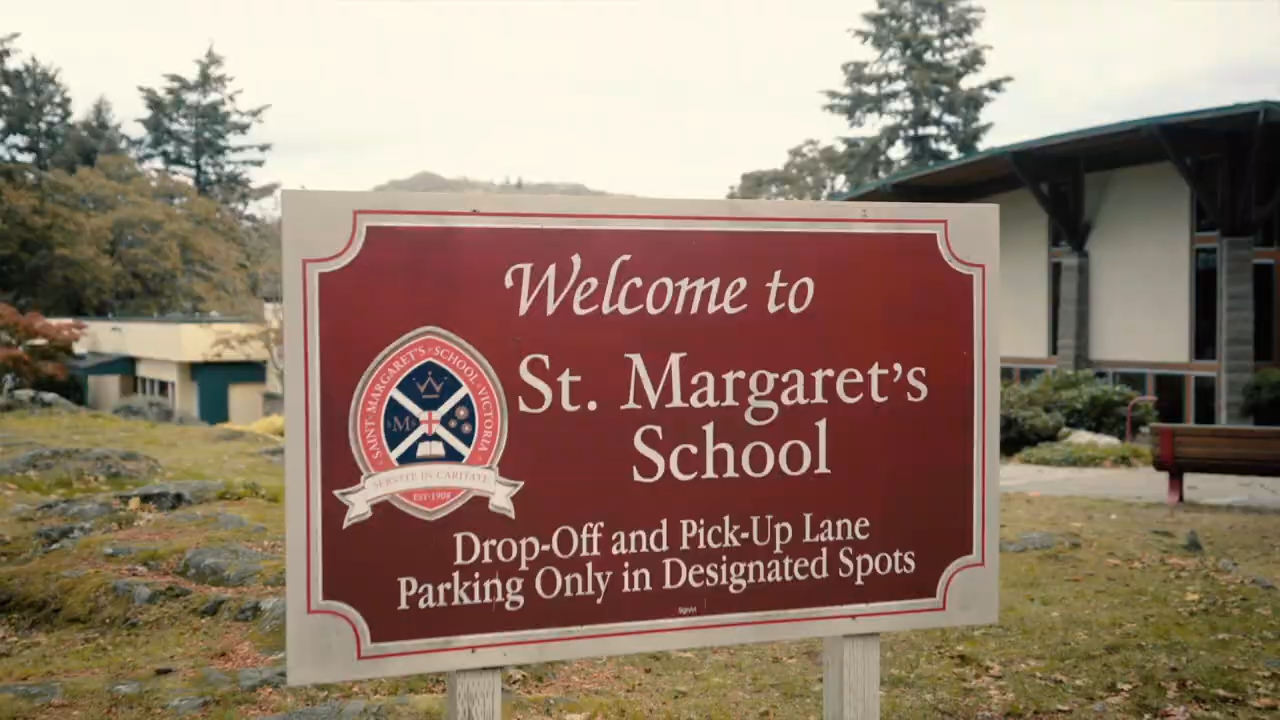 Welcome to
St. Margaret's
School
SAINT MARGARET'S · SCHOOL · VICTORIA
M
SERVITE IN CARITATE
EST·1908
Drop-Off and Pick-Up Lane
Parking Only in Designated Spots